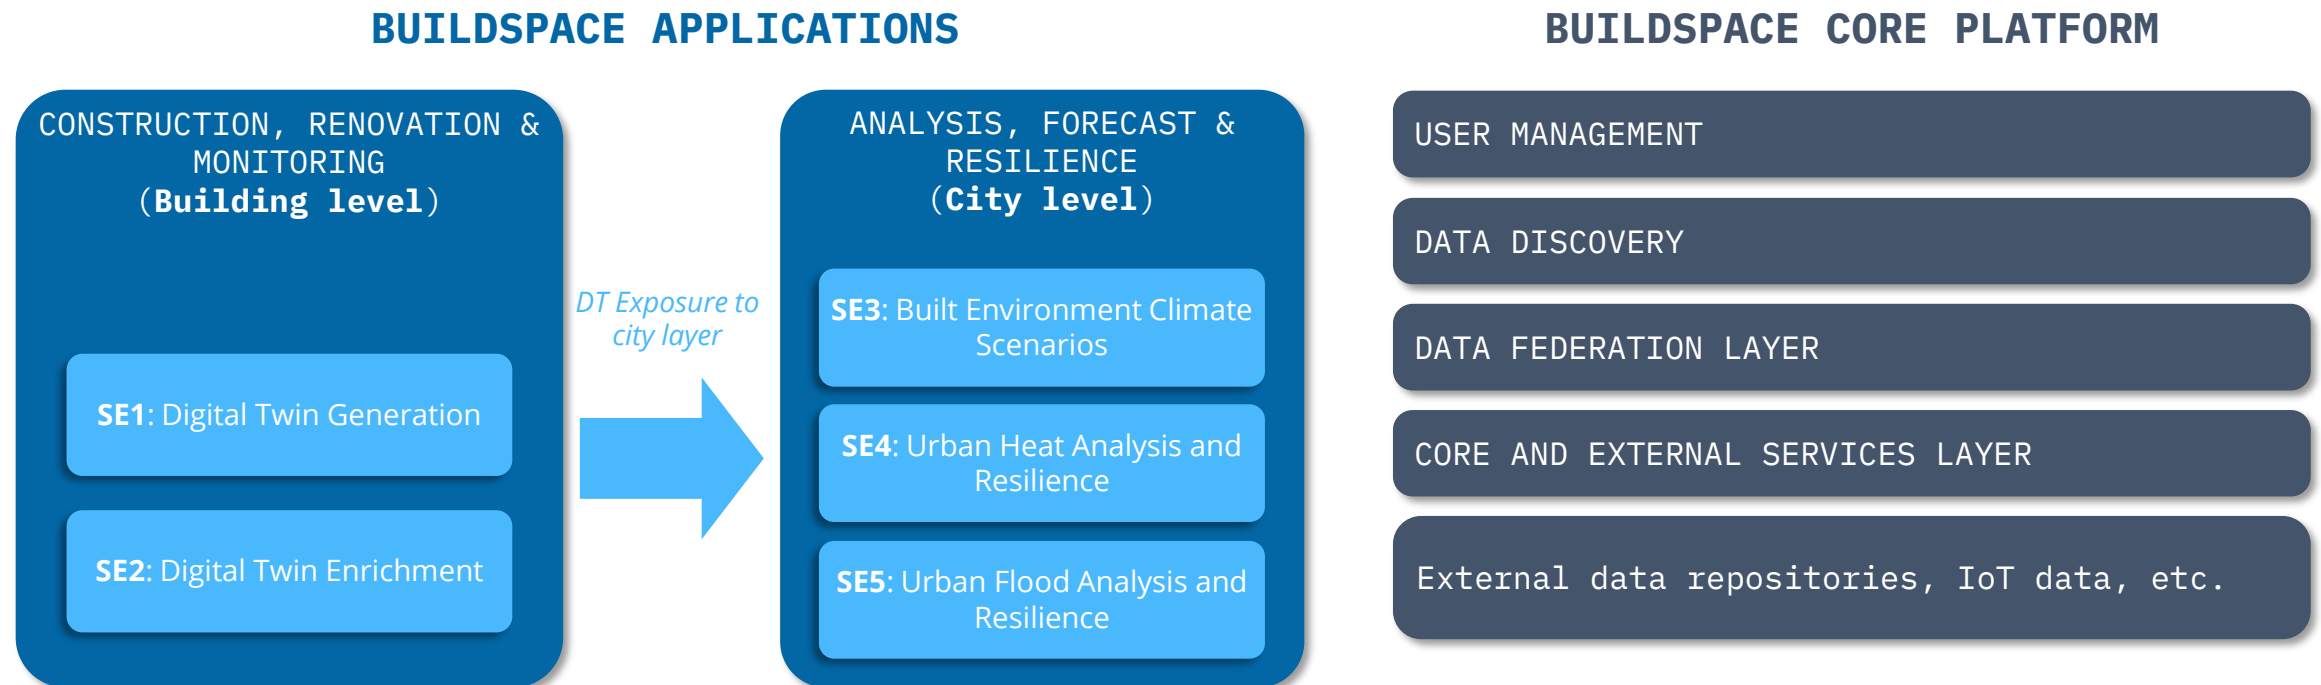 BUILDSPACE APPLICATIONS
CONSTRUCTION, RENOVATION &
MONITORING
(Building level)
SE1: Digital Twin Generation
SE2: Digital Twin Enrichment
DT Exposure to
city layer
ANALYSIS, FORECAST &
RESILIENCE
(City level)
SE3: Built Environment Climate
Scenarios
SE4: Urban Heat Analysis and
Resilience
SE5: Urban Flood Analysis and
Resilience
BUILDSPACE CORE PLATFORM
USER MANAGEMENT
DATA DISCOVERY
DATA FEDERATION LAYER
CORE AND EXTERNAL SERVICES LAYER
External data repositories, IoT data, etc.